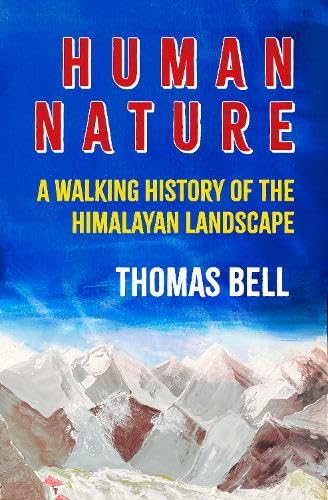 HUMAN
NATURE
A WALKING HISTORY OF THE
HIMALAYAN LANDSCAPE
THOMAS BELL